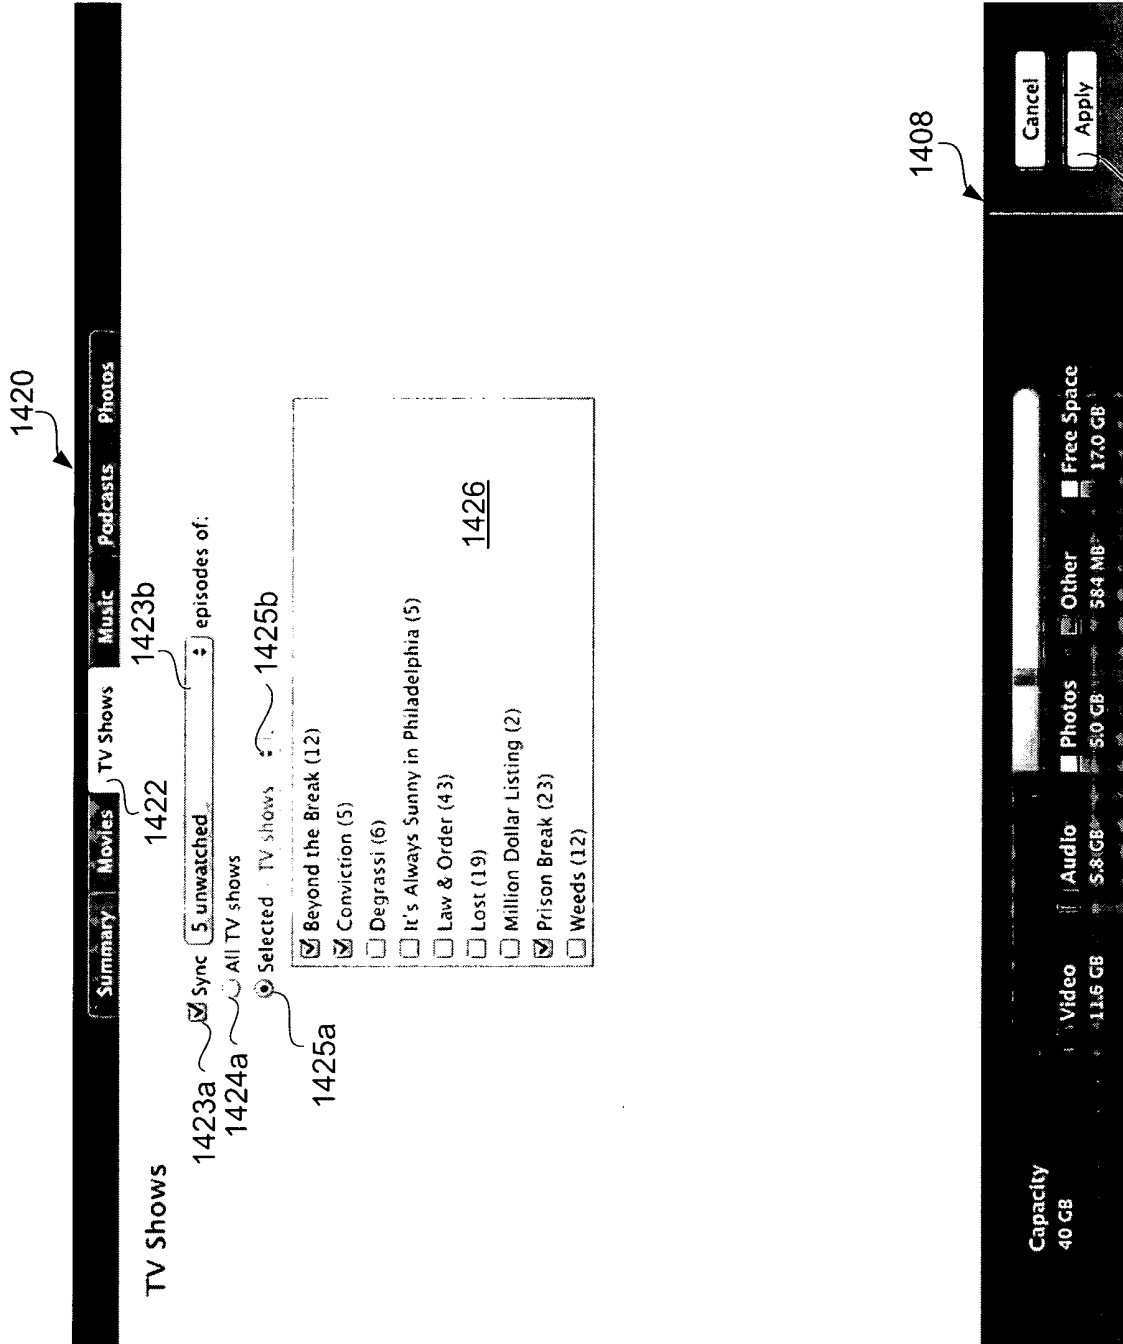 1420
Summary Movies TV Shows Music Podcasts Photos
1422
1423b
TV Shows
1423a
Sync 5 unwatched episodes of:
1424a
All TV shows
Selected TV shows
1425b
1425a
Beyond the Break (12)
Conviction (5)
Degrassi (6)
It's Always Sunny in Philadelphia (5)
Law & Order (43)
Lost (19)
Million Dollar Listing (2)
Prison Break (23)
Weeds (12)
1426
1408
Capacity
40 GB
Video Audio Photos Other Free Space
11.6 GB 5.8 GB 5.0 GB 584 MB 17.0 GB
Cancel
Apply